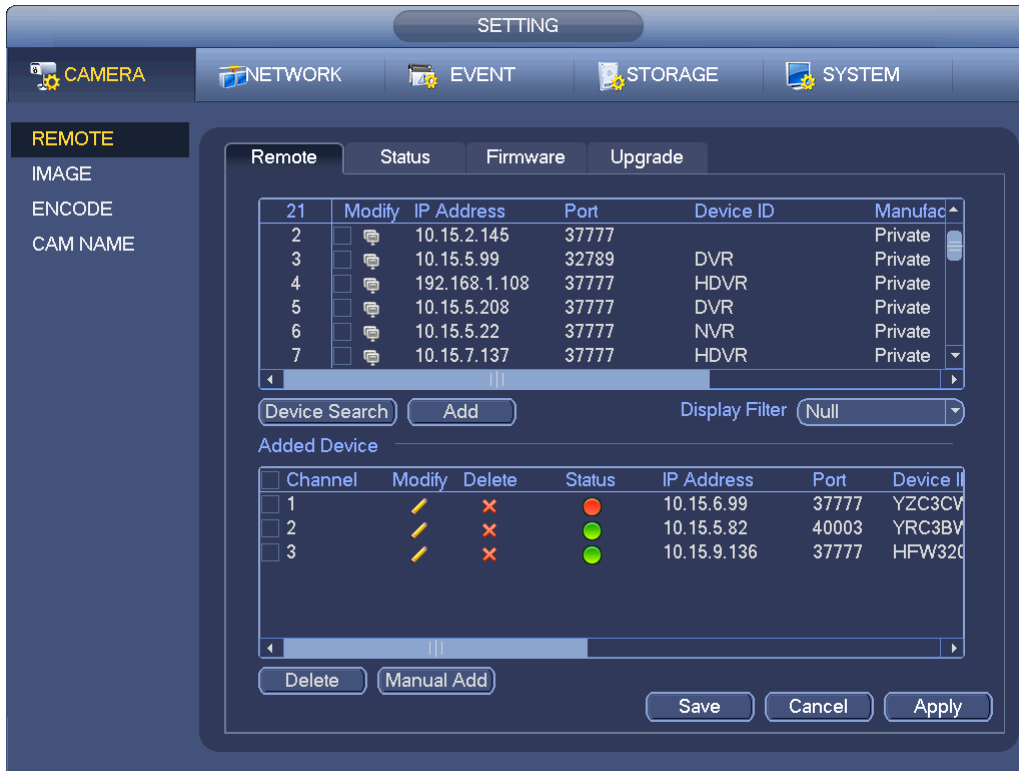 SETTING
CAMERA NETWORK EVENT STORAGE SYSTEM
REMOTE
IMAGE
ENCODE
CAM NAME
Remote Status Firmware Upgrade
21 Modify IP Address Port Device ID Manufac
2 10.15.2.145 37777 Private
3 10.15.5.99 32789 DVR Private
4 192.168.1.108 37777 HDVR Private
5 10.15.5.208 37777 DVR Private
6 10.15.5.22 37777 NVR Private
7 10.15.7.137 37777 HDVR Private
Device Search Add Display Filter Null
Added Device
Channel Modify Delete Status IP Address Port Device
1 10.15.6.99 37777 YZC3CW
2 10.15.5.82 40003 YRC3BV
3 10.15.9.136 37777 HFW320
Delete Manual Add
Save Cancel Apply